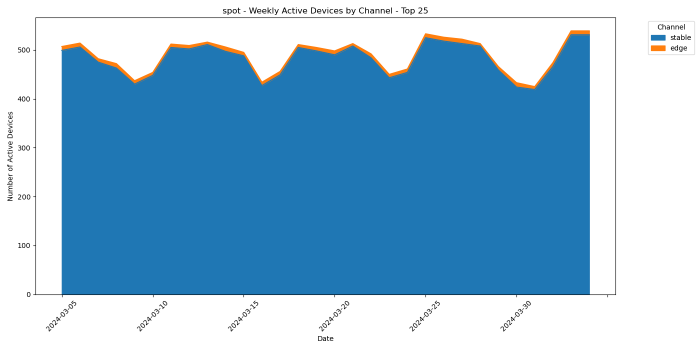 spot - Weekly Active Devices by Channel - Top 25
Channel
stable
edge
Number of Active Devices
500
400
300
200
100
0
2024-03-05
2024-03-10
2024-03-15
2024-03-20
2024-03-25
2024-03-30
Date